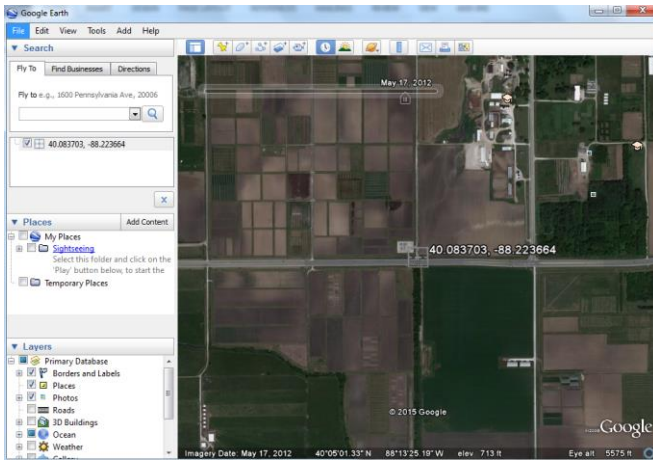 Google Earth
File Edit View Tools Add Help
Search
Fly To Find Businesses Directions
Fly to e.g., 1600 Pennsylvania Ave, 20006
40.083703, -88.223664
Places Add Content
My Places
Sightseeing
Select this folder and click on the
'Play' button below, to start the
Temporary Places
Layers
Primary Database
Borders and Labels
Places
Photos
Roads
3D Buildings
Ocean
Weather
May 17, 2012
40.083703, -88.223664
© 2015 Google
Google
Imagery Date: May 17, 2012 40°05'01.33" N 88°13'25.19" W elev 713 ft Eye alt 5575 ft